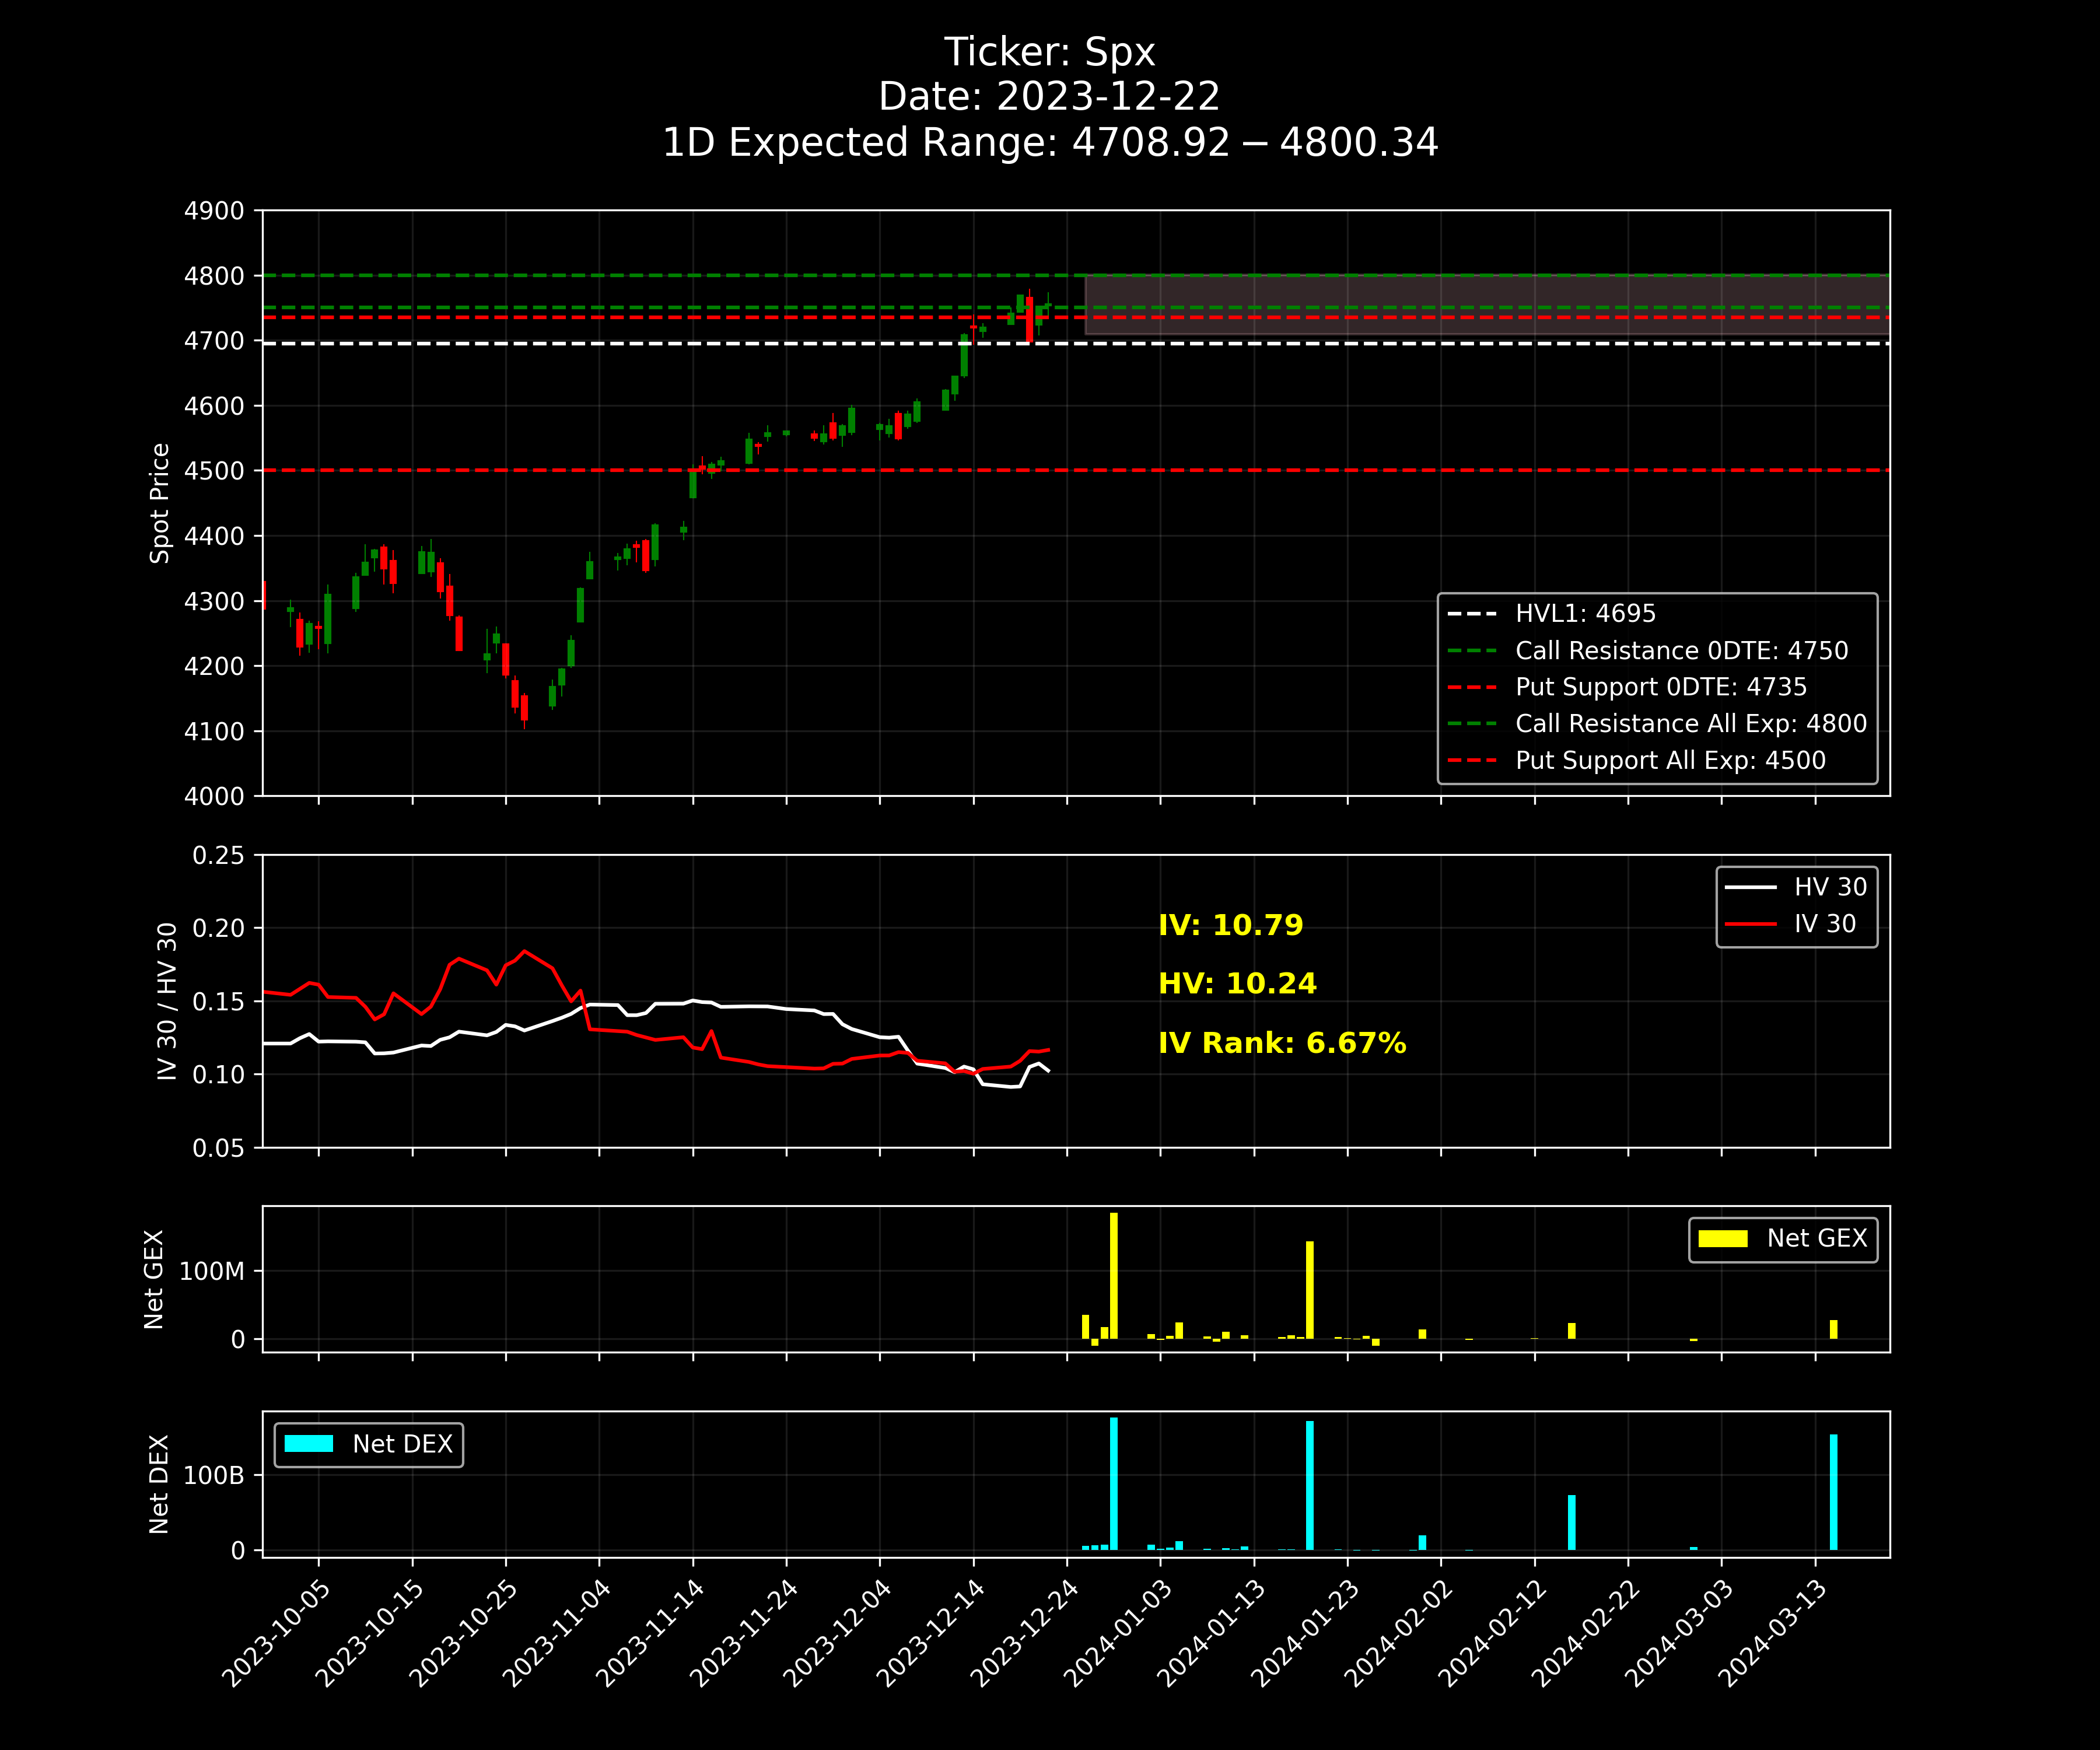 Ticker: Spx
Date: 2023-12-22
1D Expected Range: 4708.92 − 4800.34
4900
4800
4700
4600
4500
4400
4300
4200
4100
4000
Spot Price
HVL1: 4695
Call Resistance 0DTE: 4750
Put Support 0DTE: 4735
Call Resistance All Exp: 4800
Put Support All Exp: 4500
0.25
0.20
0.15
0.10
0.05
IV 30 / HV 30
IV: 10.79
HV: 10.24
IV Rank: 6.67%
HV 30
IV 30
100M
0
Net GEX
Net GEX
100B
0
Net DEX
Net DEX
2023-10-05
2023-10-15
2023-10-25
2023-11-04
2023-11-14
2023-11-24
2023-12-04
2023-12-14
2023-12-24
2024-01-03
2024-01-13
2024-01-23
2024-02-02
2024-02-12
2024-02-22
2024-03-03
2024-03-13